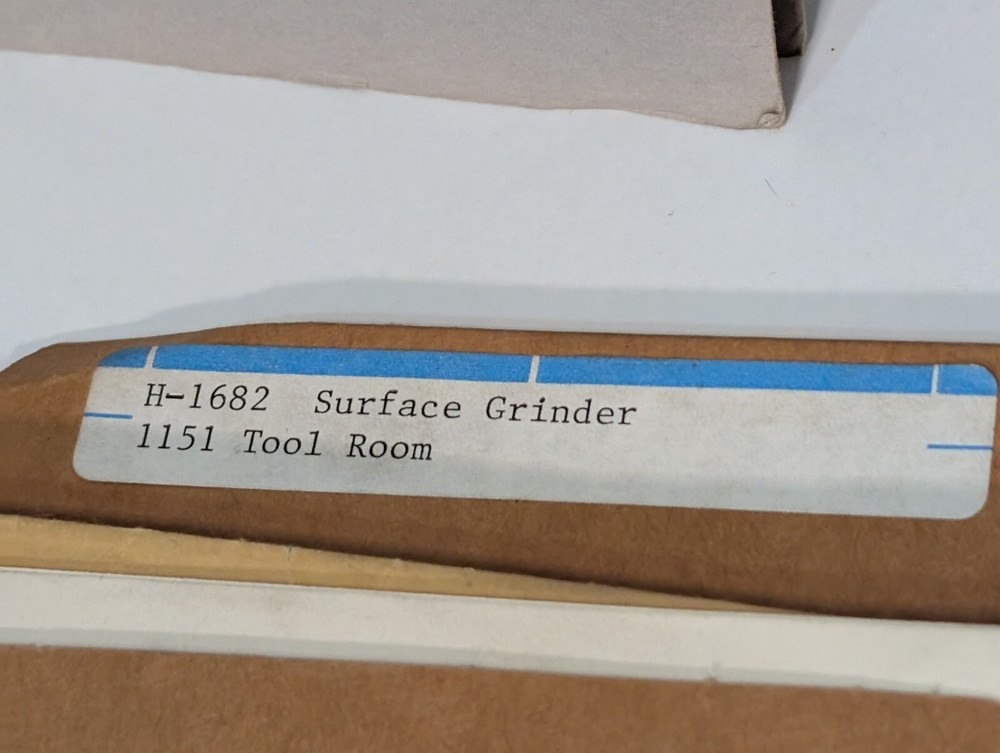 H-1682 Surface Grinder
1151 Tool Room